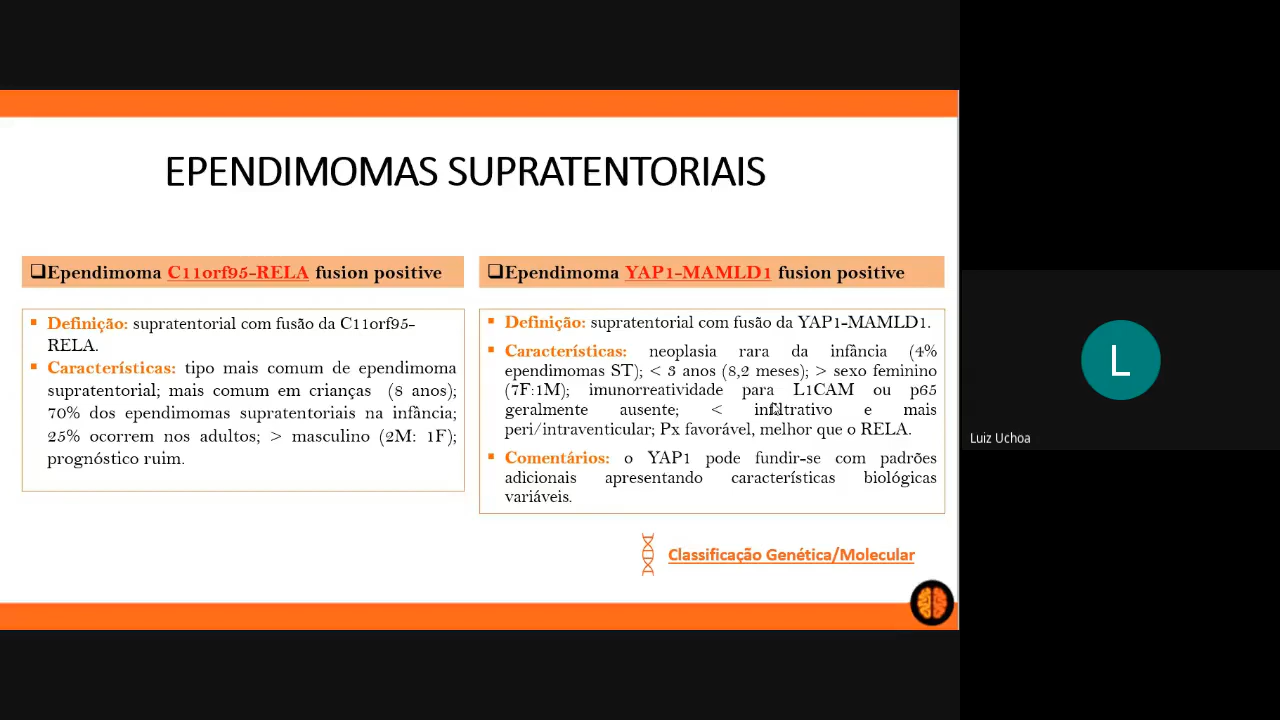 EPENDIMOMAS SUPRATENTORIAIS
Ependimoma C11orf95-RELA fusion positive
Definição: supratentorial com fusão da C11orf95-
RELA.
Características: tipo mais comum de ependimoma
supratentorial; mais comum em crianças (8 anos);
70% dos ependimomas supratentoriais na infância;
25% ocorrem nos adultos; > masculino (2M: 1F);
prognóstico ruim.
Ependimoma YAP1-MAMLD1 fusion positive
Definição: supratentorial com fusão da YAP1-MAMLD1.
Características: neoplasia rara da infância (4%
ependimomas ST); < 3 anos (8,2 meses); > sexo feminino
(7F:1M); imunorreatividade para L1CAM ou p65
geralmente ausente; < infiltrativo e mais
peri/intraventicular; Px favorável, melhor que o RELA.
Comentários: o YAP1 pode fundir-se com padrões
adicionais apresentando características biológicas
variáveis.
Classificação Genética/Molecular
L
Luiz Uchoa